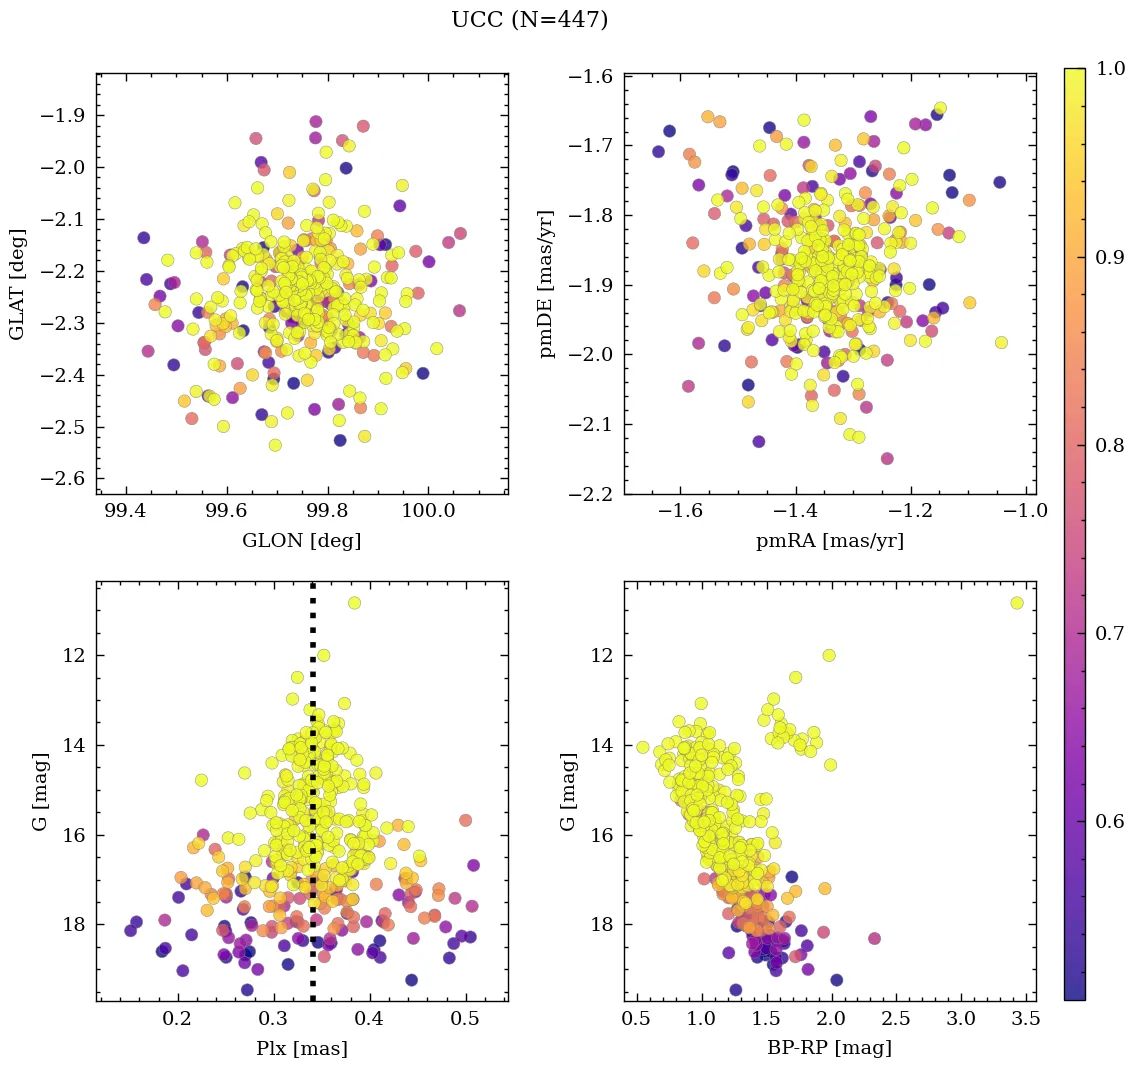 UCC (N=447)
−1.9
−2.0
−2.1
−2.2
−2.3
−2.4
−2.5
−2.6
GLAT [deg]
99.4 99.6 99.8 100.0
GLON [deg]
−1.6
−1.7
−1.8
−1.9
−2.0
−2.1
−2.2
pmDE [mas/yr]
−1.6 −1.4 −1.2 −1.0
pmRA [mas/yr]
12
14
16
18
G [mag]
0.2 0.3 0.4 0.5
Plx [mas]
12
14
16
18
G [mag]
0.5 1.0 1.5 2.0 2.5 3.0 3.5
BP-RP [mag]
1.0
0.9
0.8
0.7
0.6